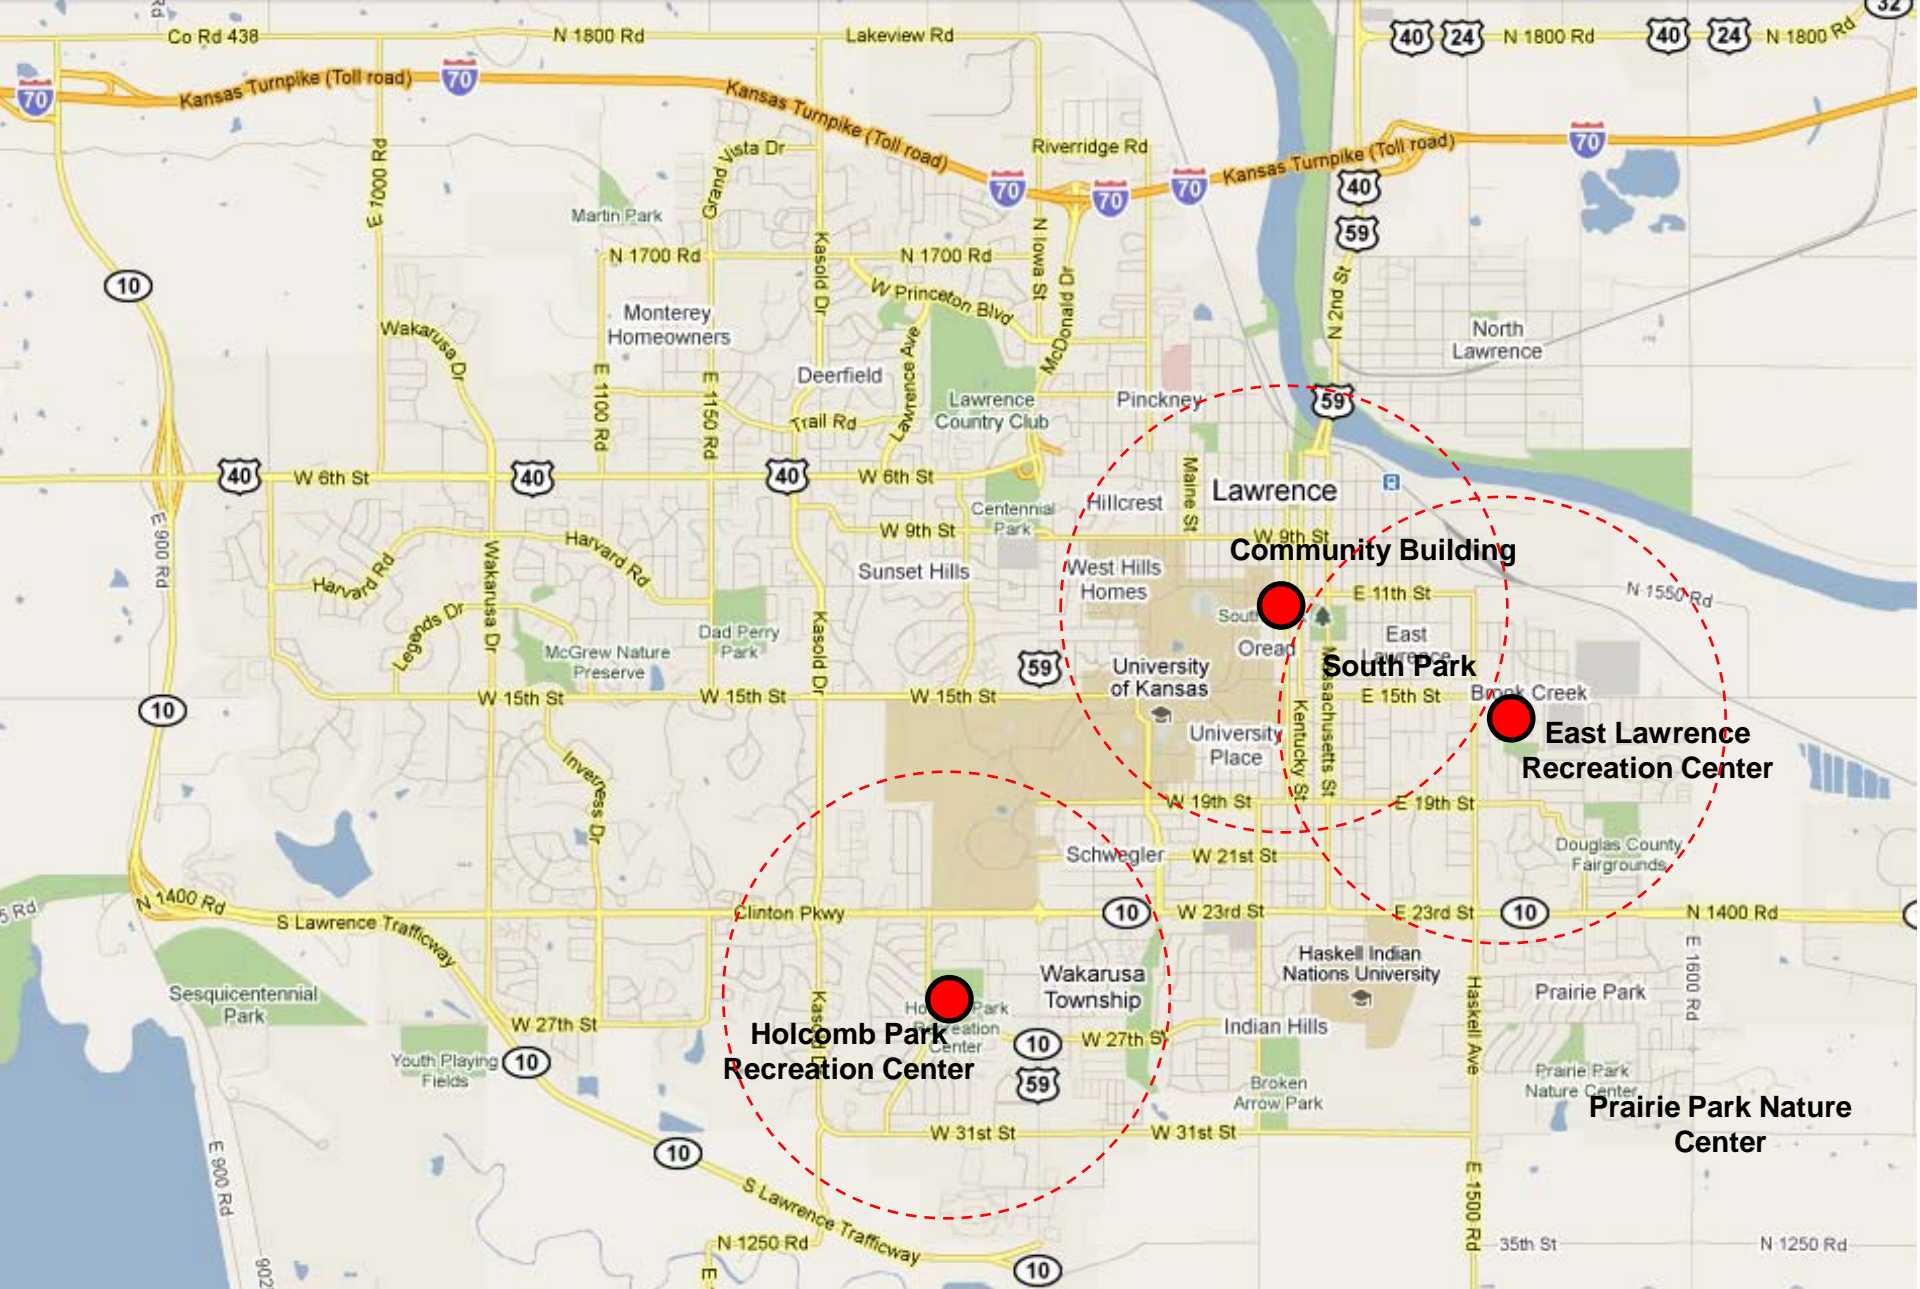 Rd
32
Co Rd 438
N 1800 Rd
Lakeview Rd
40
24
N 1800 Rd
40
24
N 1800 Rd
70
Kansas Turnpike (Toll road)
70
Kansas Turnpike (Toll road)
70
70
70
Kansas Turnpike (Toll road)
70
E 1000 Rd
Grand Vista Dr
Riverridge Rd
40
59
Martin Park
N 1700 Rd
Kasold Dr
N 1700 Rd
N Iowa St
McDonald Dr
N 2nd St
10
W Princeton Blvd
Monterey
Homeowners
Wakarusa Dr
North
Lawrence
Deerfield
Lawrence Ave
E 1100 Rd
E 1150 Rd
Lawrence
Country Club
Pinckney
59
Trail Rd
40
W 6th St
40
40
W 6th St
Maine St
Lawrence
Hillcrest
Centennial
Park
W 9th St
W 9th St
E 900 Rd
Harvard Rd
Harvard Rd
Wakarusa Dr
Sunset Hills
West Hills
Homes
Community Building
E 11th St
N 1550 Rd
Legends Dr
Kasold Dr
Dad Perry
Park
McGrew Nature
Preserve
59
University
of Kansas
Oread
East
Lawrence
South Park
10
W 15th St
W 15th St
W 15th St
E 15th St
Brook Creek
Kentucky St
Massachusetts St
University
Place
East Lawrence
Recreation Center
Inverness Dr
W 19th St
E 19th St
Schwegler
W 21st St
Douglas County
Fairgrounds
5 Rd
N 1400 Rd
S Lawrence Trafficway
Clinton Pkwy
10
W 23rd St
E 23rd St
10
N 1400 Rd
Sesquicentennial
Park
Wakarusa
Township
Haskell Indian
Nations University
Haskell Ave
Prairie Park
E 1600 Rd
W 27th St
Park
Recreation
Center
Holcomb Park
Recreation Center
10
W 27th St
Indian Hills
59
Youth Playing
Fields
10
Broken
Arrow Park
Prairie Park
Nature Center
Prairie Park Nature
Center
E 900 Rd
10
W 31st St
W 31st St
E 1500 Rd
S Lawrence Trafficway
N 1250 Rd
35th St
N 1250 Rd
902
E
10